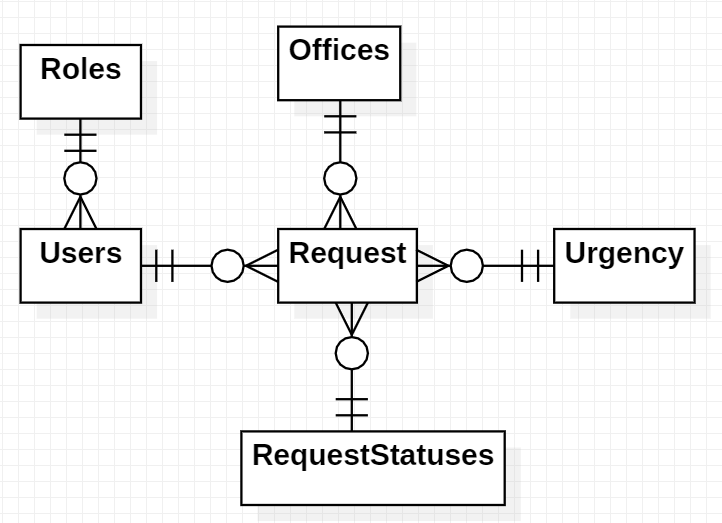 Offices
Roles
Users
Request
Urgency
RequestStatuses